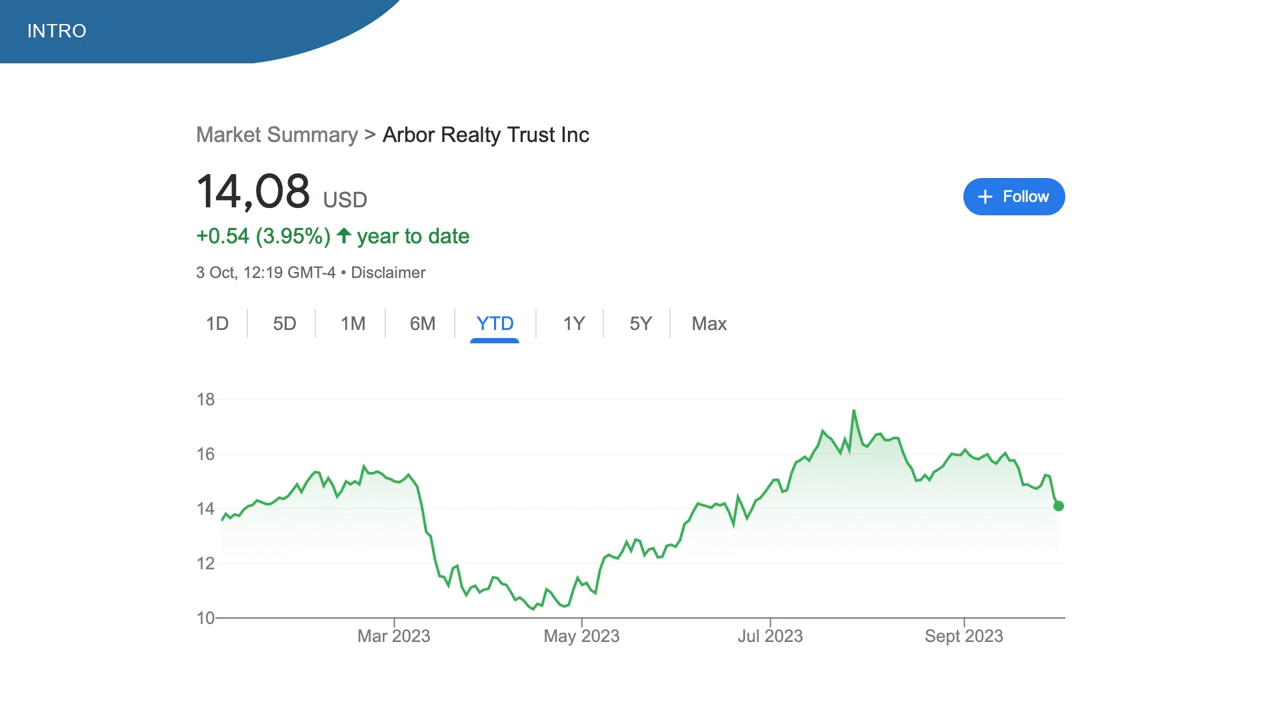 INTRO
Market Summary > Arbor Realty Trust Inc
14,08 USD
+ Follow
+0.54 (3.95%) ↑ year to date
3 Oct, 12:19 GMT-4 • Disclaimer
1D 5D 1M 6M YTD 1Y 5Y Max
18
16
14
12
10
Mar 2023 May 2023 Jul 2023 Sept 2023